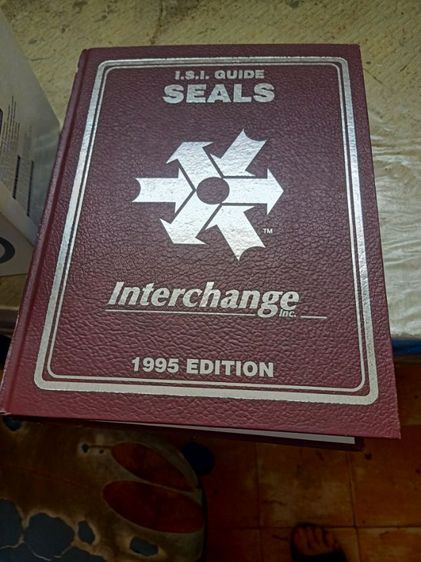 I.S.I. GUIDE
SEALS
TM
Interchange
Inc.
1995 EDITION